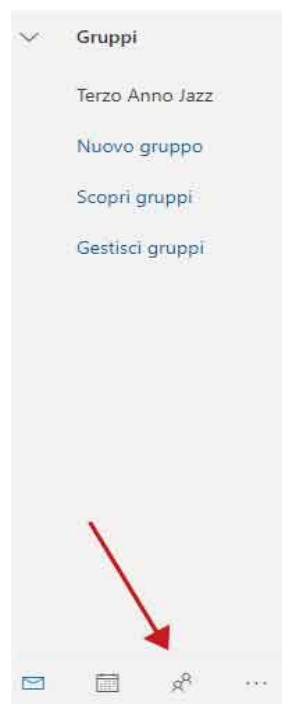 Gruppi
Terzo Anno Jazz
Nuovo gruppo
Scopri gruppi
Gestisci gruppi